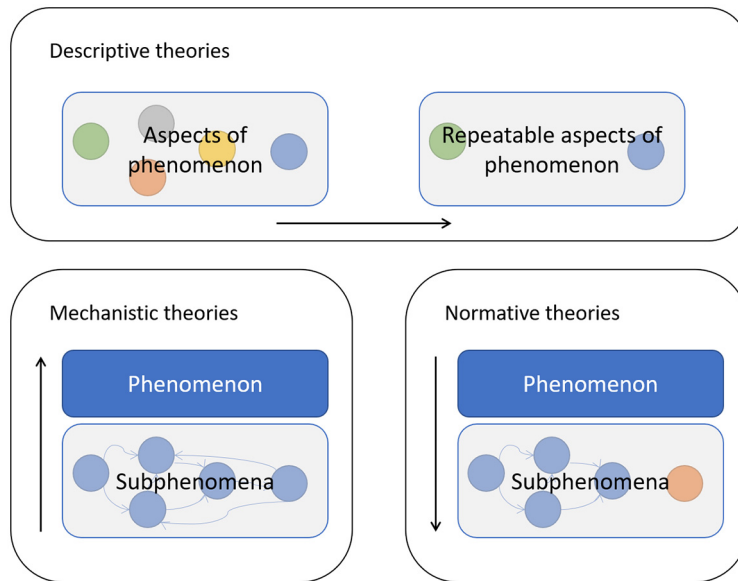 Descriptive theories
Aspects of
phenomenon
Repeatable aspects of
phenomenon
Mechanistic theories
Phenomenon
Subphenomena
Normative theories
Phenomenon
Subphenomena